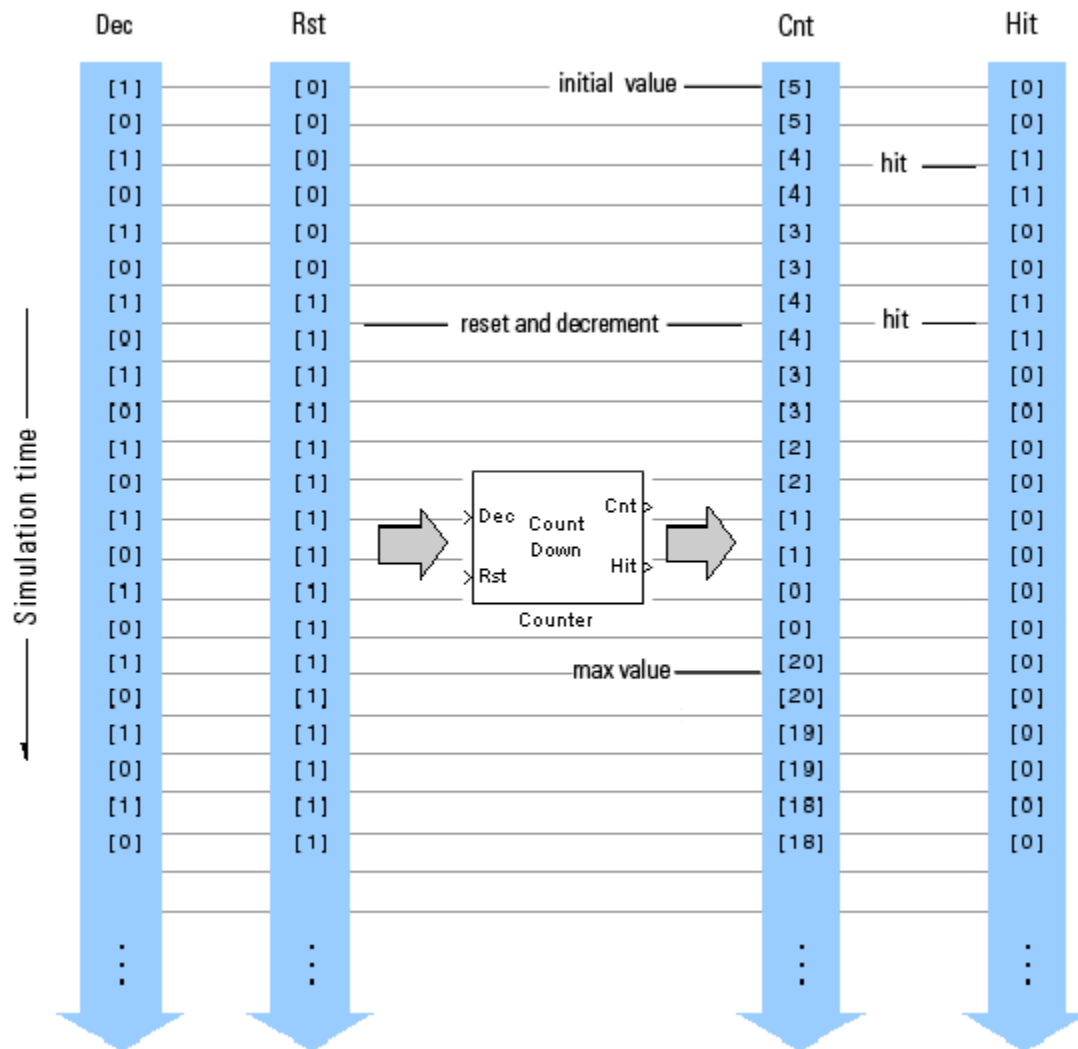 Dec Rst Cnt Hit
[1] [0] initial value [5] [0]
[0] [0] [5] [0]
[1] [0] [4] hit [1]
[0] [0] [4] [1]
[1] [0] [3] [0]
[0] [0] [3] [0]
[1] [1] [4] [1]
reset and decrement hit
[0] [1] [4] [1]
[1] [1] [3] [0]
[0] [1] [3] [0]
[1] [1] [2] [0]
[0] [1] [2] [0]
[1] [1] [1] [0]
[0] [1] [1] [0]
[1] [1] [0] [0]
[0] [1] [0] [0]
[1] [1] max value [20] [0]
[0] [1] [20] [0]
[1] [1] [19] [0]
[0] [1] [19] [0]
[1] [1] [18] [0]
[0] [1] [18] [0]
Simulation time
Dec Count Cnt
Down
Rst Hit
Counter